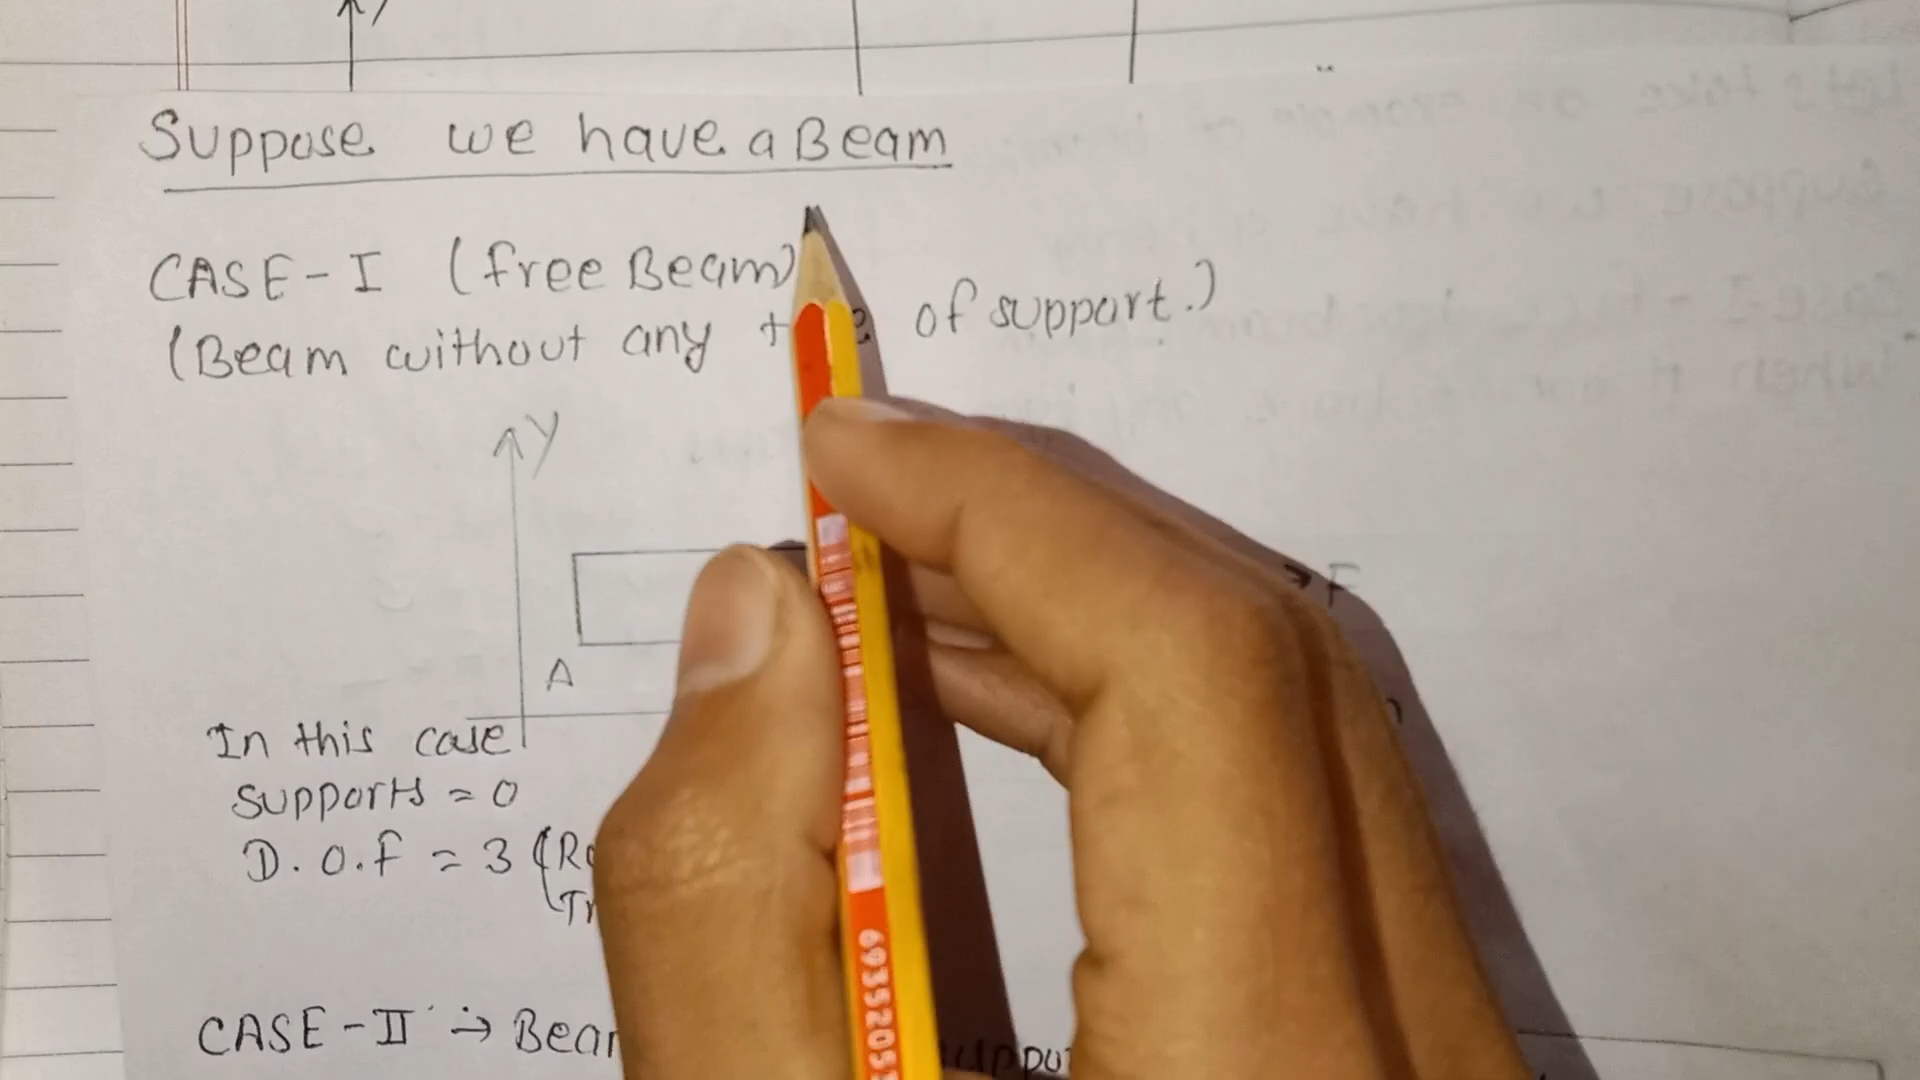 Suppose we have a Beam
CASE-I (free Beam)
(Beam without any of support.)
Y
F
A
In this case
supports = 0
D.O.F = 3
CASE-II →
6935205